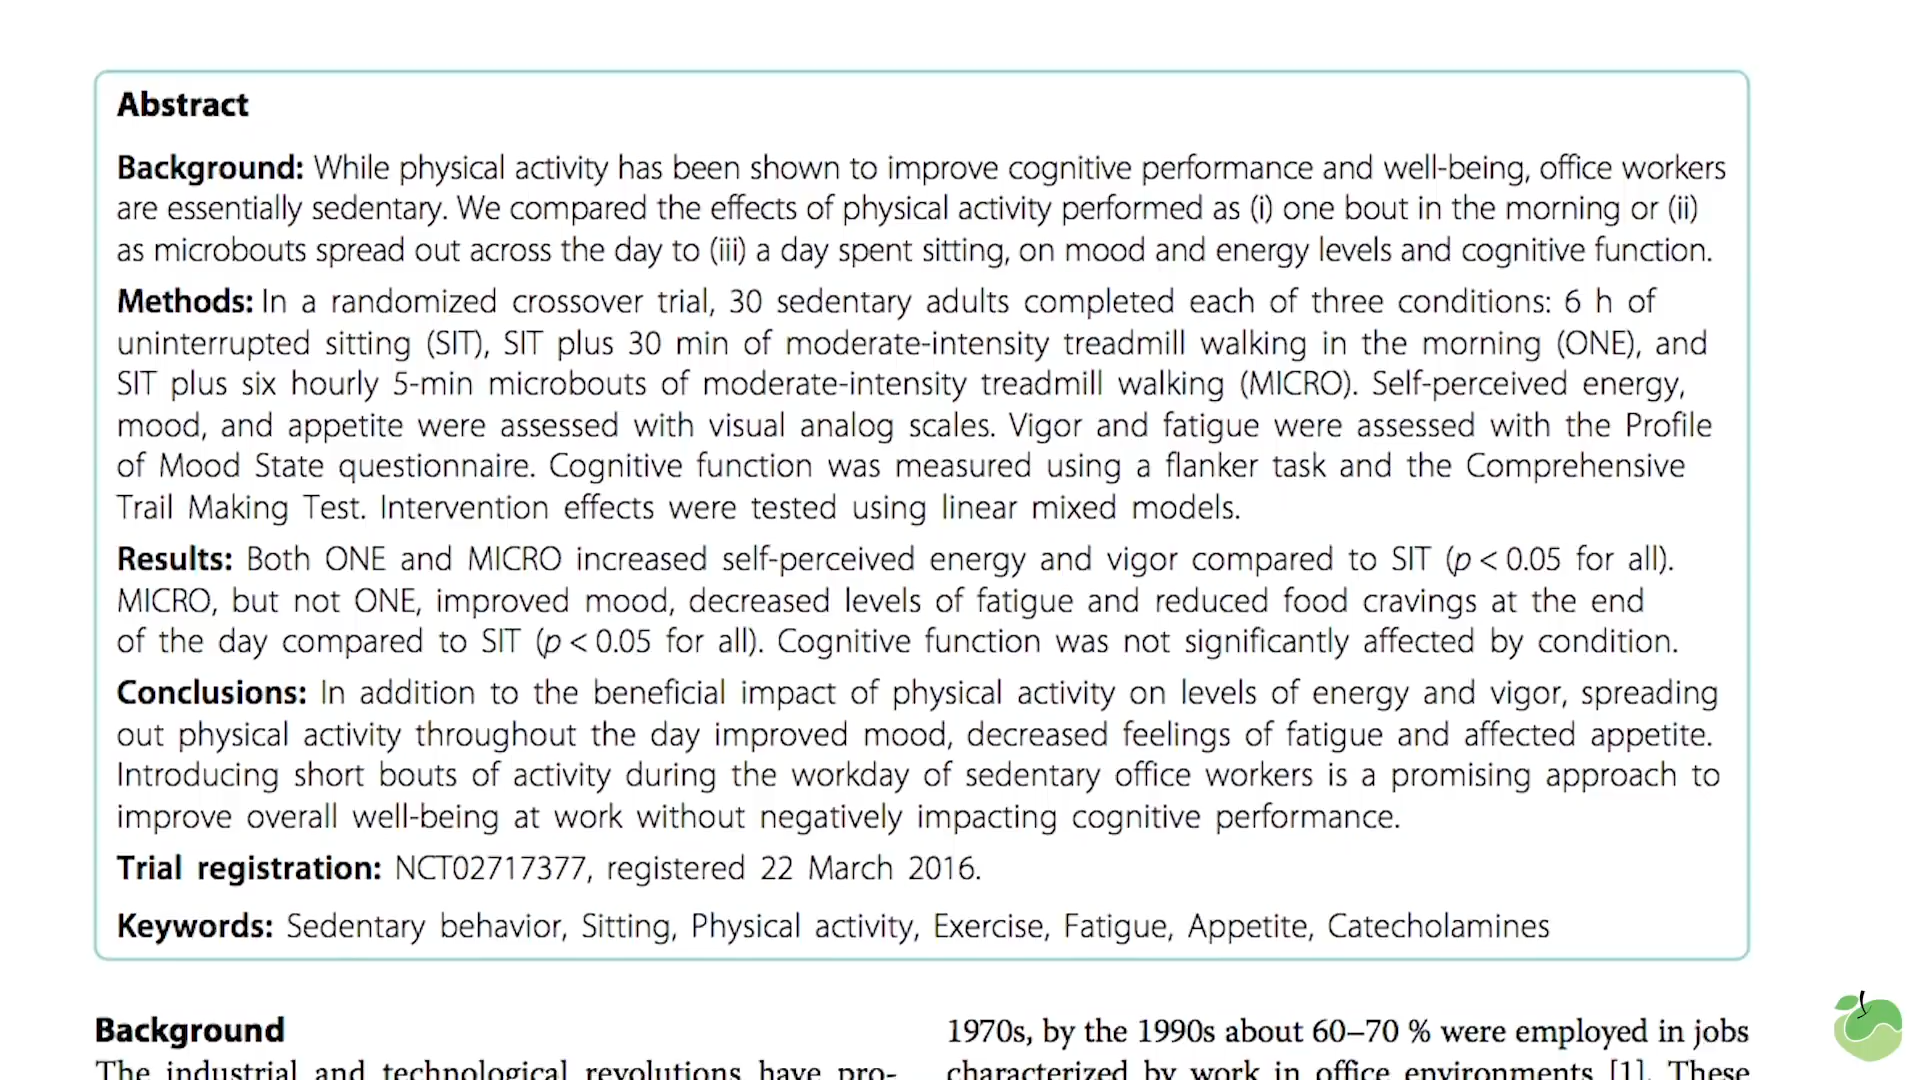 Abstract
Background: While physical activity has been shown to improve cognitive performance and well-being, office workers
are essentially sedentary. We compared the effects of physical activity performed as (i) one bout in the morning or (ii)
as microbouts spread out across the day to (iii) a day spent sitting, on mood and energy levels and cognitive function.
Methods: In a randomized crossover trial, 30 sedentary adults completed each of three conditions: 6 h of
uninterrupted sitting (SIT), SIT plus 30 min of moderate-intensity treadmill walking in the morning (ONE), and
SIT plus six hourly 5-min microbouts of moderate-intensity treadmill walking (MICRO). Self-perceived energy,
mood, and appetite were assessed with visual analog scales. Vigor and fatigue were assessed with the Profile
of Mood State questionnaire. Cognitive function was measured using a flanker task and the Comprehensive
Trail Making Test. Intervention effects were tested using linear mixed models.
Results: Both ONE and MICRO increased self-perceived energy and vigor compared to SIT (p < 0.05 for all).
MICRO, but not ONE, improved mood, decreased levels of fatigue and reduced food cravings at the end
of the day compared to SIT (p < 0.05 for all). Cognitive function was not significantly affected by condition.
Conclusions: In addition to the beneficial impact of physical activity on levels of energy and vigor, spreading
out physical activity throughout the day improved mood, decreased feelings of fatigue and affected appetite.
Introducing short bouts of activity during the workday of sedentary office workers is a promising approach to
improve overall well-being at work without negatively impacting cognitive performance.
Trial registration: NCT02717377, registered 22 March 2016.
Keywords: Sedentary behavior, Sitting, Physical activity, Exercise, Fatigue, Appetite, Catecholamines
Background
The industrial and technological revolutions have pro-
1970s, by the 1990s about 60–70 % were employed in jobs
characterized by work in office environments [1]. These